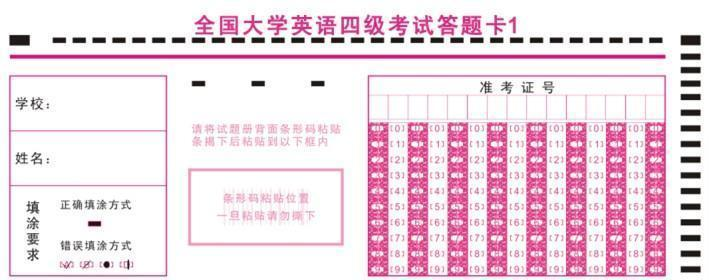 全国大学英语四级考试答题卡1
学校：
姓名：
填涂要求
正确填涂方式
错误填涂方式
请将试题册背面条形码粘贴
条揭下后粘贴到以下框内
条形码粘贴位置
一旦粘贴请勿撕下
准考证号
[0] [0] [0] [0] [0] [0] [0] [0] [0] [0] [0] [0] [0] [0] [0]
[1] [1] [1] [1] [1] [1] [1] [1] [1] [1] [1] [1] [1] [1] [1]
[2] [2] [2] [2] [2] [2] [2] [2] [2] [2] [2] [2] [2] [2] [2]
[3] [3] [3] [3] [3] [3] [3] [3] [3] [3] [3] [3] [3] [3] [3]
[4] [4] [4] [4] [4] [4] [4] [4] [4] [4] [4] [4] [4] [4] [4]
[5] [5] [5] [5] [5] [5] [5] [5] [5] [5] [5] [5] [5] [5] [5]
[6] [6] [6] [6] [6] [6] [6] [6] [6] [6] [6] [6] [6] [6] [6]
[7] [7] [7] [7] [7] [7] [7] [7] [7] [7] [7] [7] [7] [7] [7]
[8] [8] [8] [8] [8] [8] [8] [8] [8] [8] [8] [8] [8] [8] [8]
[9] [9] [9] [9] [9] [9] [9] [9] [9] [9] [9] [9] [9] [9] [9]